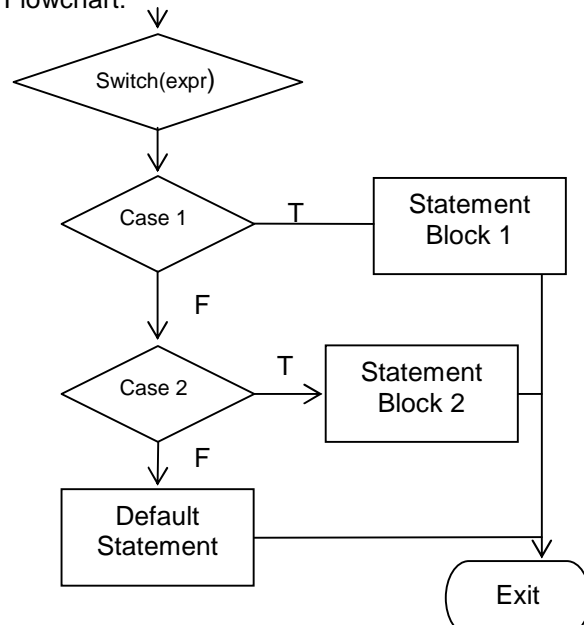 Flowchart:
Switch(expr)
Case 1
T
Statement
Block 1
F
Case 2
T
Statement
Block 2
F
Default
Statement
Exit